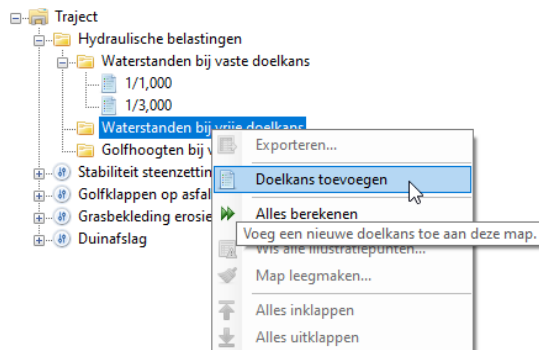 Traject
Hydraulische belastingen
Waterstanden bij vaste doelkans
1/1,000
1/3,000
Waterstanden bij vrije doelkans
Golfhoogten bij
Stabiliteit steenzettin
Golfklappen op asfal
Grasbekleding erosie
Duinafslag
Exporteren...
Doelkans toevoegen
Alles berekenen
Voeg een nieuwe doelkans toe aan deze map.
Wis alle illustratiepunten...
Map leegmaken...
Alles inklappen
Alles uitklappen